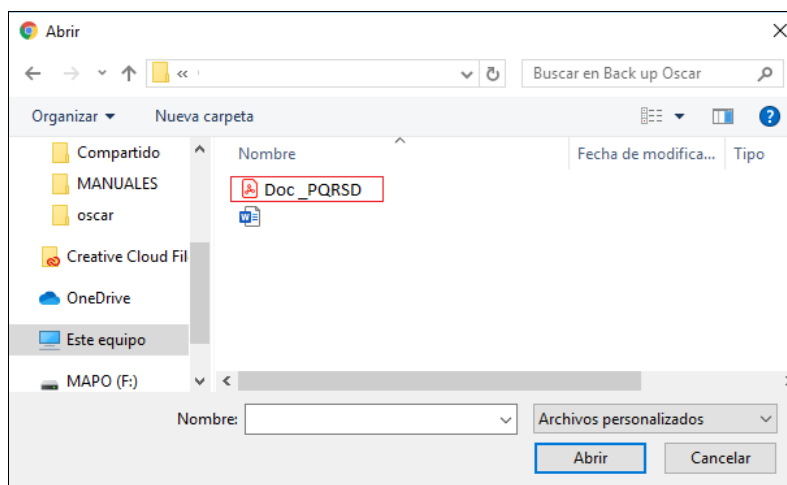 Abrir
«
Buscar en Back up Oscar
Organizar
Nueva carpeta
Compartido
MANUALES
oscar
Creative Cloud Fil
OneDrive
Este equipo
MAPO (F:)
Nombre
Fecha de modifica...
Tipo
Doc _PQRSD
Nombre:
Archivos personalizados
Abrir
Cancelar